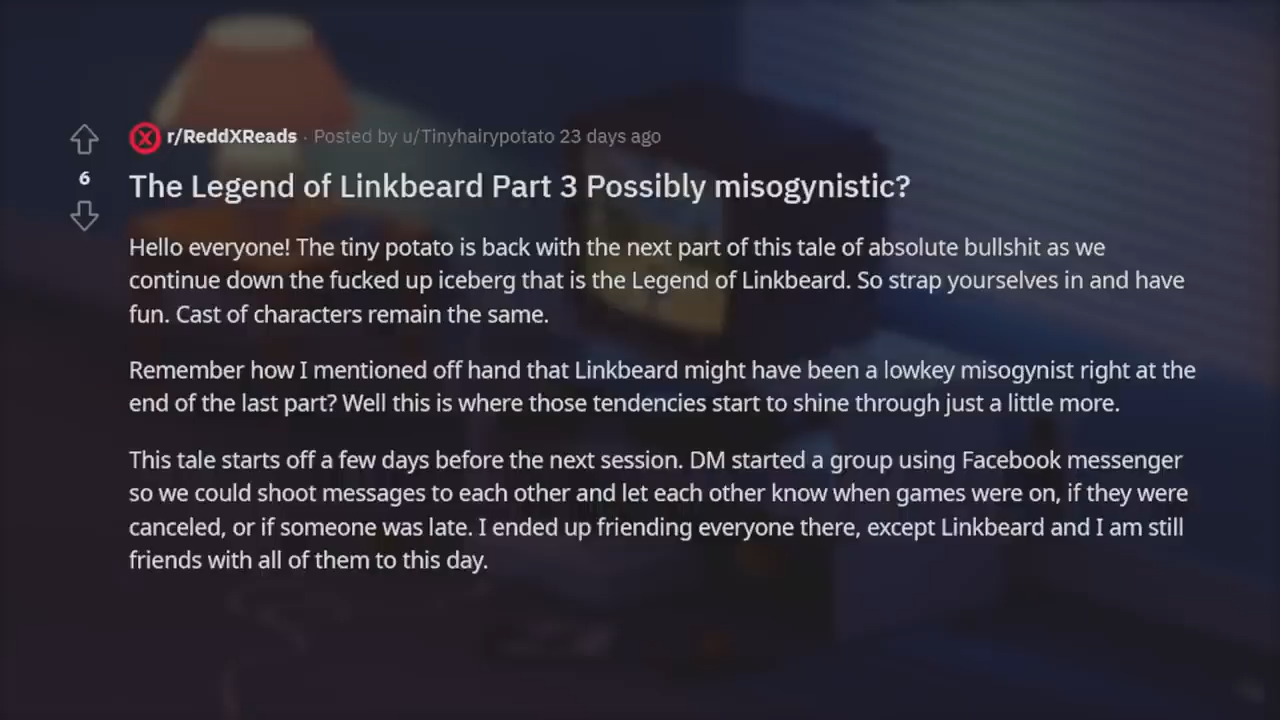 r/ReddXReads · Posted by u/Tinyhairypotato 23 days ago
6
The Legend of Linkbeard Part 3 Possibly misogynistic?
Hello everyone! The tiny potato is back with the next part of this tale of absolute bullshit as we
continue down the fucked up iceberg that is the Legend of Linkbeard. So strap yourselves in and have
fun. Cast of characters remain the same.
Remember how I mentioned off hand that Linkbeard might have been a lowkey misogynist right at the
end of the last part? Well this is where those tendencies start to shine through just a little more.
This tale starts off a few days before the next session. DM started a group using Facebook messenger
so we could shoot messages to each other and let each other know when games were on, if they were
canceled, or if someone was late. I ended up friending everyone there, except Linkbeard and I am still
friends with all of them to this day.